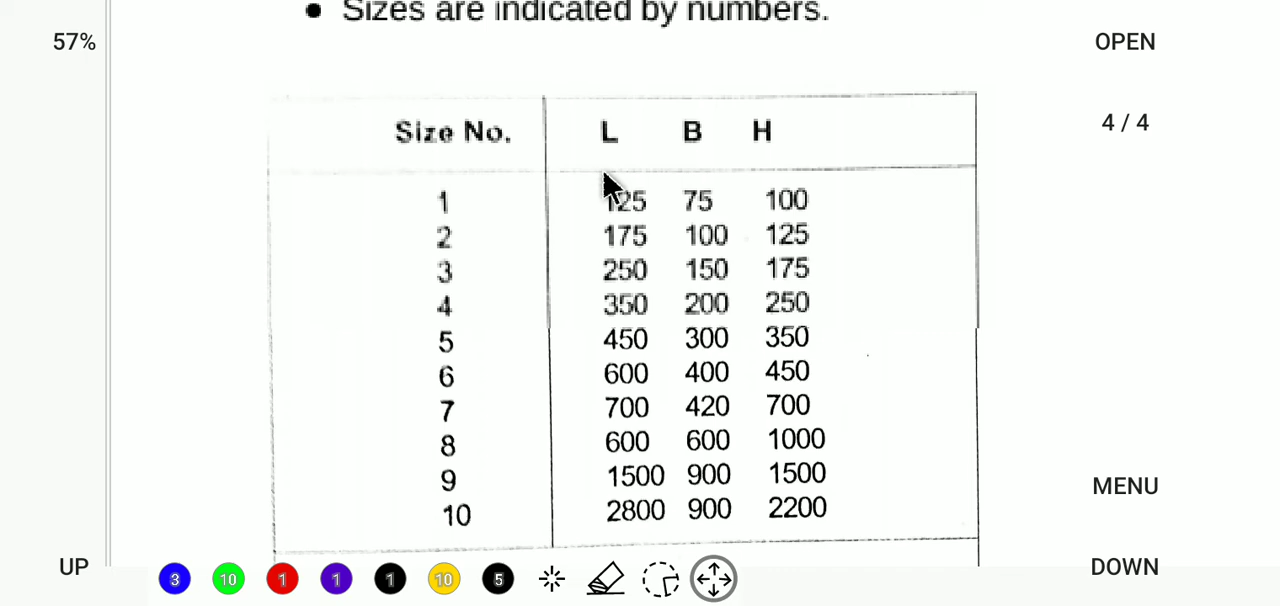 Sizes are indicated by numbers.
57%
OPEN
4 / 4
Size No. L B H
1 125 75 100
2 175 100 125
3 250 150 175
4 350 200 250
5 450 300 350
6 600 400 450
7 700 420 700
8 600 600 1000
9 1500 900 1500
10 2800 900 2200
MENU
UP
DOWN
3 10 1 1 1 10 5